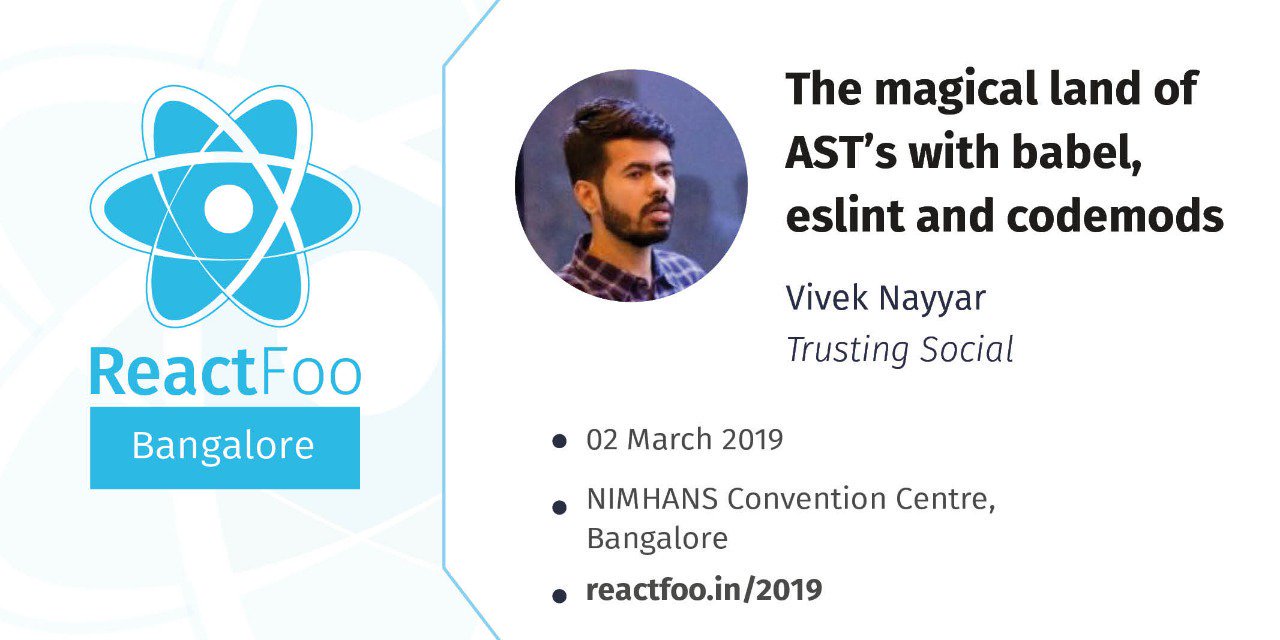 ReactFoo
Bangalore
The magical land of
AST’s with babel,
eslint and codemods
Vivek Nayyar
Trusting Social
02 March 2019
NIMHANS Convention Centre,
Bangalore
reactfoo.in/2019